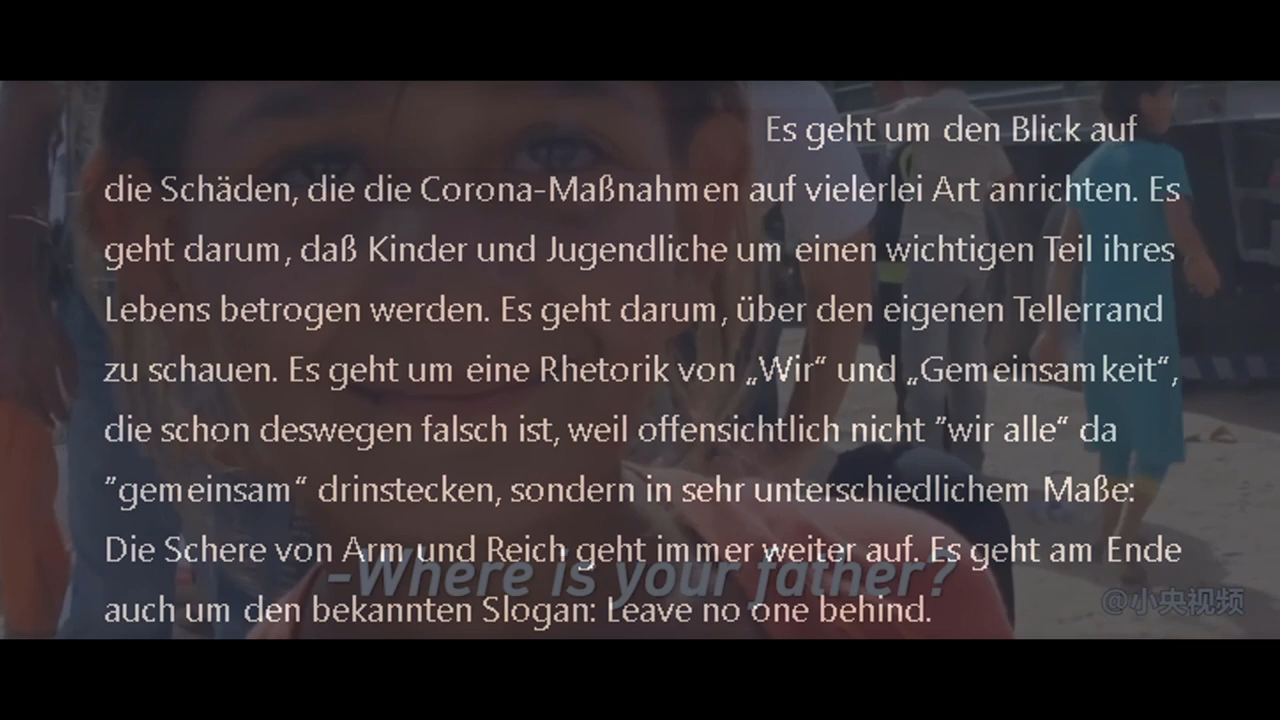 Es geht um den Blick auf
die Schäden, die die Corona-Maßnahmen auf vielerlei Art anrichten. Es
geht darum, daß Kinder und Jugendliche um einen wichtigen Teil ihres
Lebens betrogen werden. Es geht darum, über den eigenen Tellerrand
zu schauen. Es geht um eine Rhetorik von „Wir“ und „Gemeinsamkeit“,
die schon deswegen falsch ist, weil offensichtlich nicht ”wir alle“ da
”gemeinsam“ drinstecken, sondern in sehr unterschiedlichem Maße:
Die Schere von Arm und Reich geht immer weiter auf. Es geht am Ende
-Where is your father?
@小央视频
auch um den bekannten Slogan: Leave no one behind.